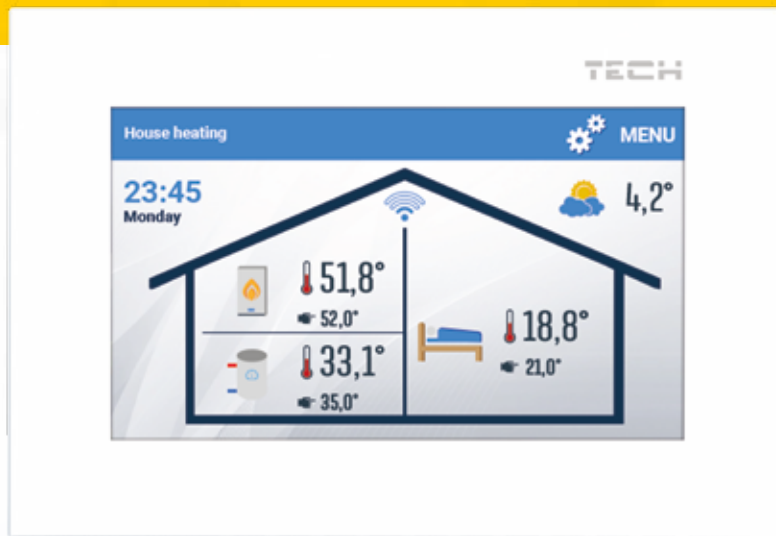 TECH
House heating
MENU
23:45
Monday
4,2°
51,8°
52,0°
33,1°
35,0°
18,8°
21,0°